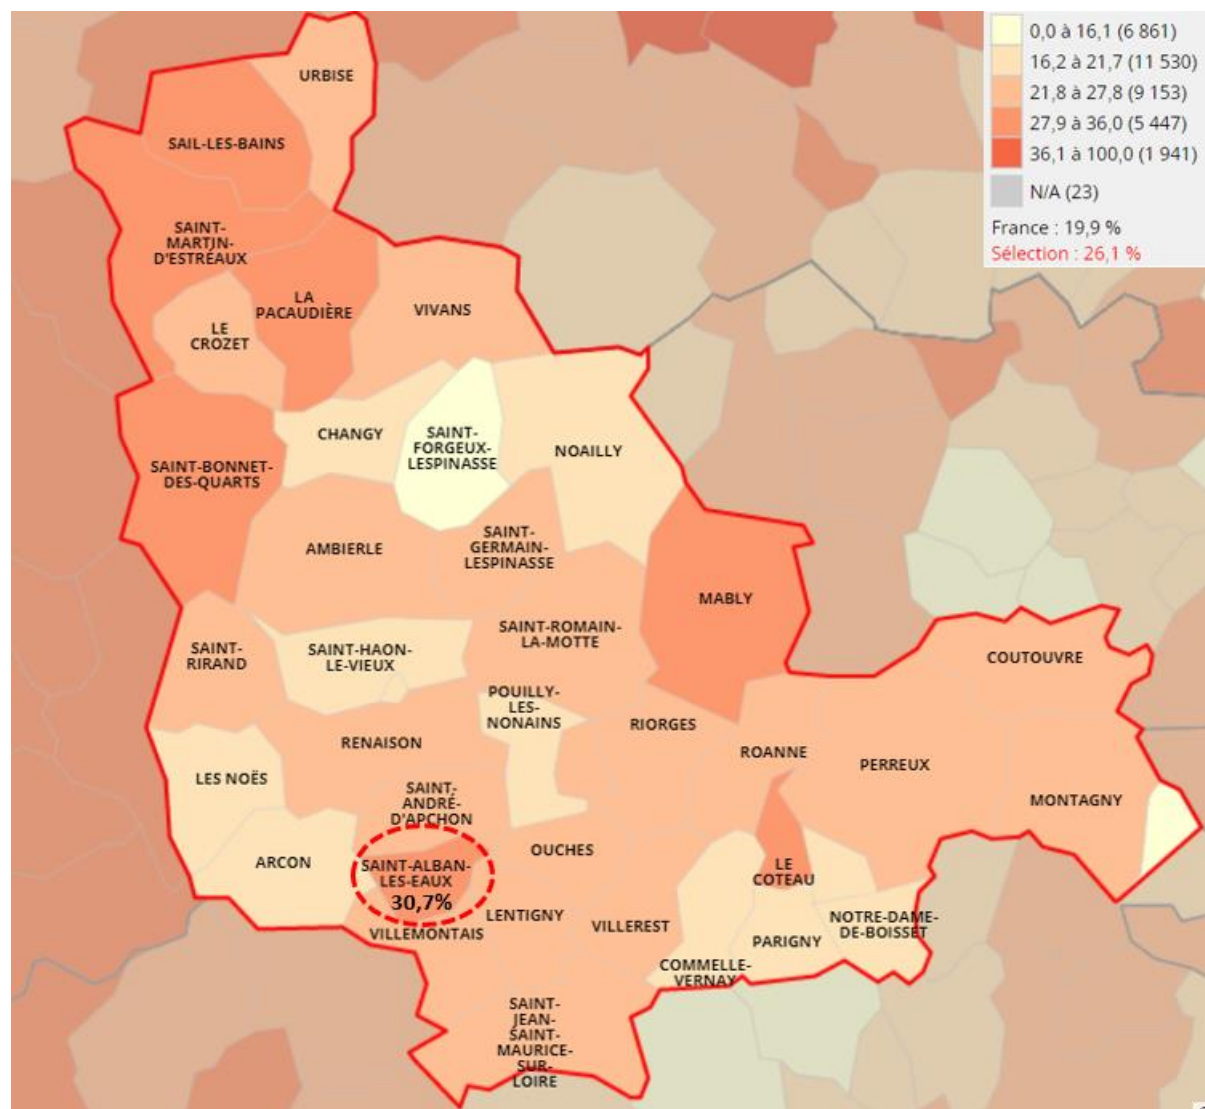 0,0 à 16,1 (6 861)
16,2 à 21,7 (11 530)
21,8 à 27,8 (9 153)
27,9 à 36,0 (5 447)
36,1 à 100,0 (1 941)
N/A (23)
France : 19,9 %
Sélection : 26,1 %
URBISE
SAIL-LES-BAINS
SAINT-
MARTIN-
D'ESTRÉAUX
LA
PACAUDIÈRE
VIVANS
LE
CROZET
CHANGY
SAINT-
FORGEUX-
LESPINASSE
NOAILLY
SAINT-BONNET-
DES-QUARTS
AMBIERLE
SAINT-
GERMAIN-
LESPINASSE
MABLY
SAINT-
RIRAND
SAINT-HAON-
LE-VIEUX
SAINT-ROMAIN-
LA-MOTTE
COUTOUVRE
POUILLY-
LES-
NONAINS
RIORGES
RENAISON
ROANNE
PERREUX
LES NOËS
SAINT-
ANDRÉ-
D'APCHON
MONTAGNY
ARCON
SAINT-ALBAN-
LES-EAUX
30,7%
OUCHES
LE
COTEAU
LENTIGNY
VILLEREST
NOTRE-DAME-
DE-BOISSET
VILLEMONTAIS
PARIGNY
COMMELLE-
VERNAY
SAINT-
JEAN-
SAINT-
MAURICE-
SUR-
LOIRE